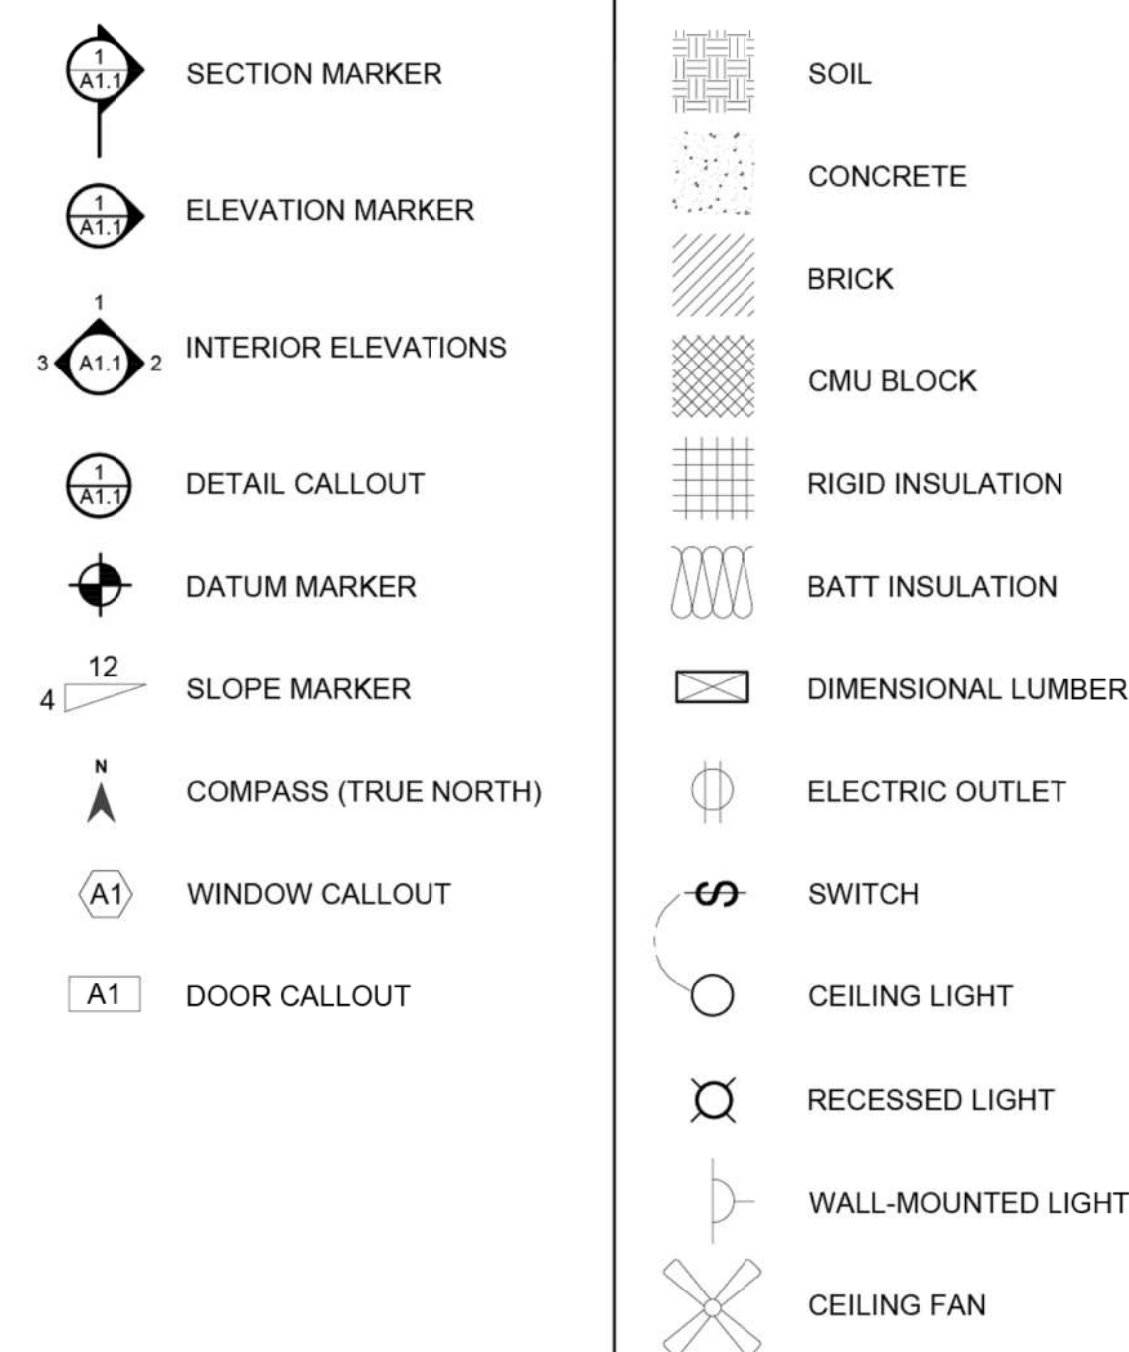 1
A1.1
SECTION MARKER
1
A1.1
ELEVATION MARKER
1
3 A1.1 2
INTERIOR ELEVATIONS
1
A1.1
DETAIL CALLOUT
DATUM MARKER
12
4
SLOPE MARKER
N
COMPASS (TRUE NORTH)
A1
WINDOW CALLOUT
A1
DOOR CALLOUT
SOIL
CONCRETE
BRICK
CMU BLOCK
RIGID INSULATION
BATT INSULATION
DIMENSIONAL LUMBER
ELECTRIC OUTLET
S
SWITCH
CEILING LIGHT
RECESSED LIGHT
WALL-MOUNTED LIGHT
CEILING FAN